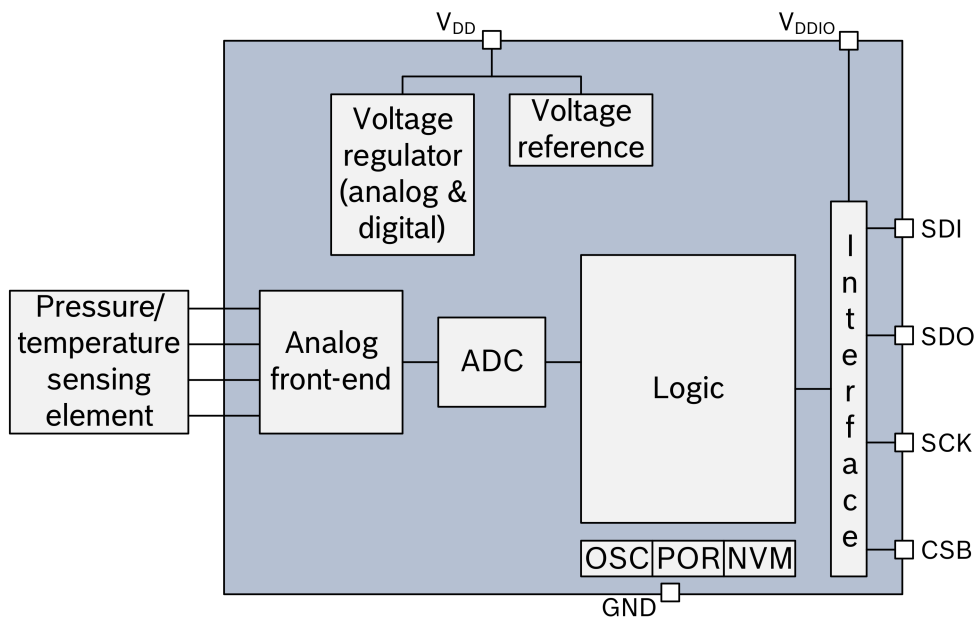 VDD
VDDIO
Voltage
regulator
(analog &
digital)
Voltage
reference
Interface
SDI
SDO
SCK
CSB
Pressure/
temperature
sensing
element
Analog
front-end
ADC
Logic
OSC POR NVM
GND